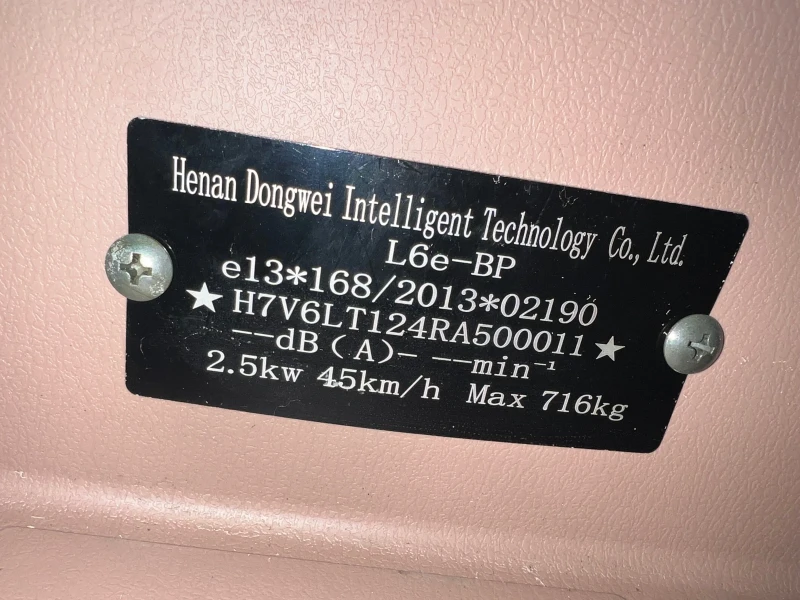 Henan Dongwei Intelligent Technology Co., Ltd.
L6e-BP
e13*168/2013*02190
★H7V6LT124RA500011★
--dB(A)- --min⁻¹
2.5kw 45km/h Max 716kg